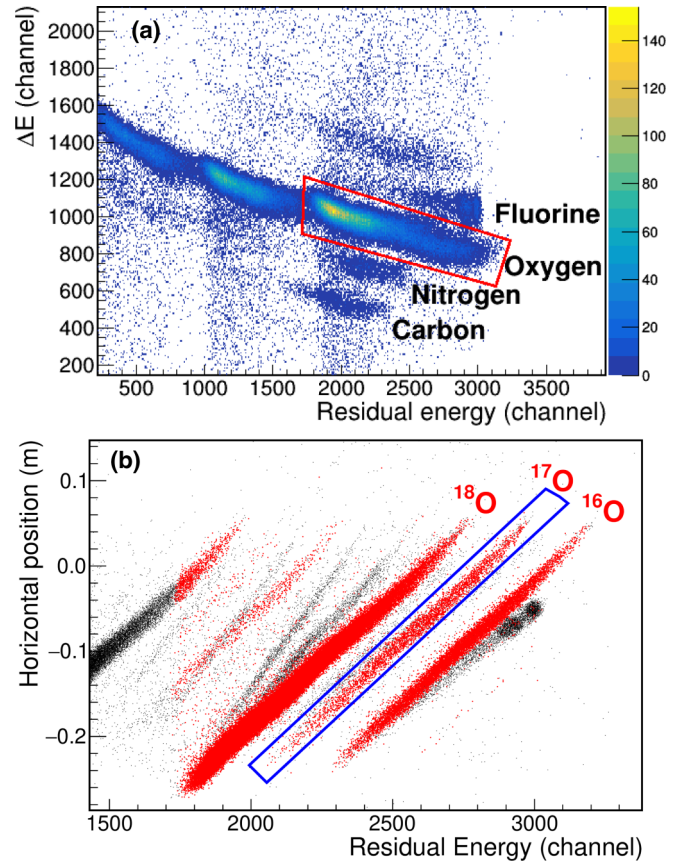 (a)
ΔE (channel)
2000
1800
1600
1400
1200
1000
800
600
400
200
500
1000
1500
2000
2500
3000
3500
Residual energy (channel)
140
120
100
80
60
40
20
0
Fluorine
Oxygen
Nitrogen
Carbon
(b)
Horizontal position (m)
0.1
0.0
−0.1
−0.2
¹⁸O
¹⁷O
¹⁶O
1500
2000
2500
3000
Residual Energy (channel)